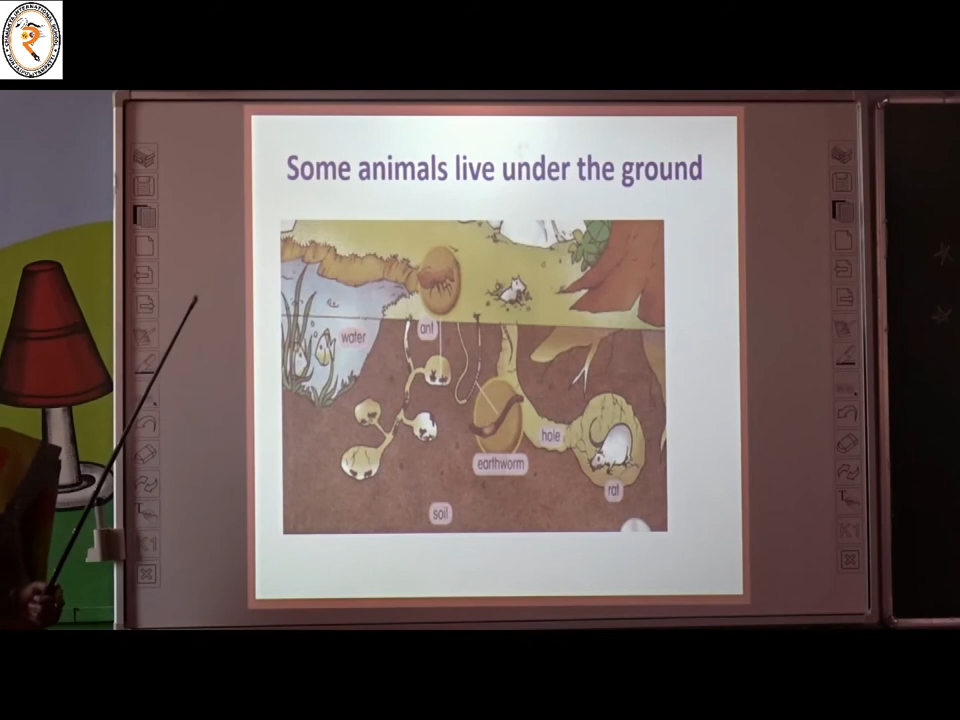 Some animals live under the ground
water
ant
hole
earthworm
rat
soil